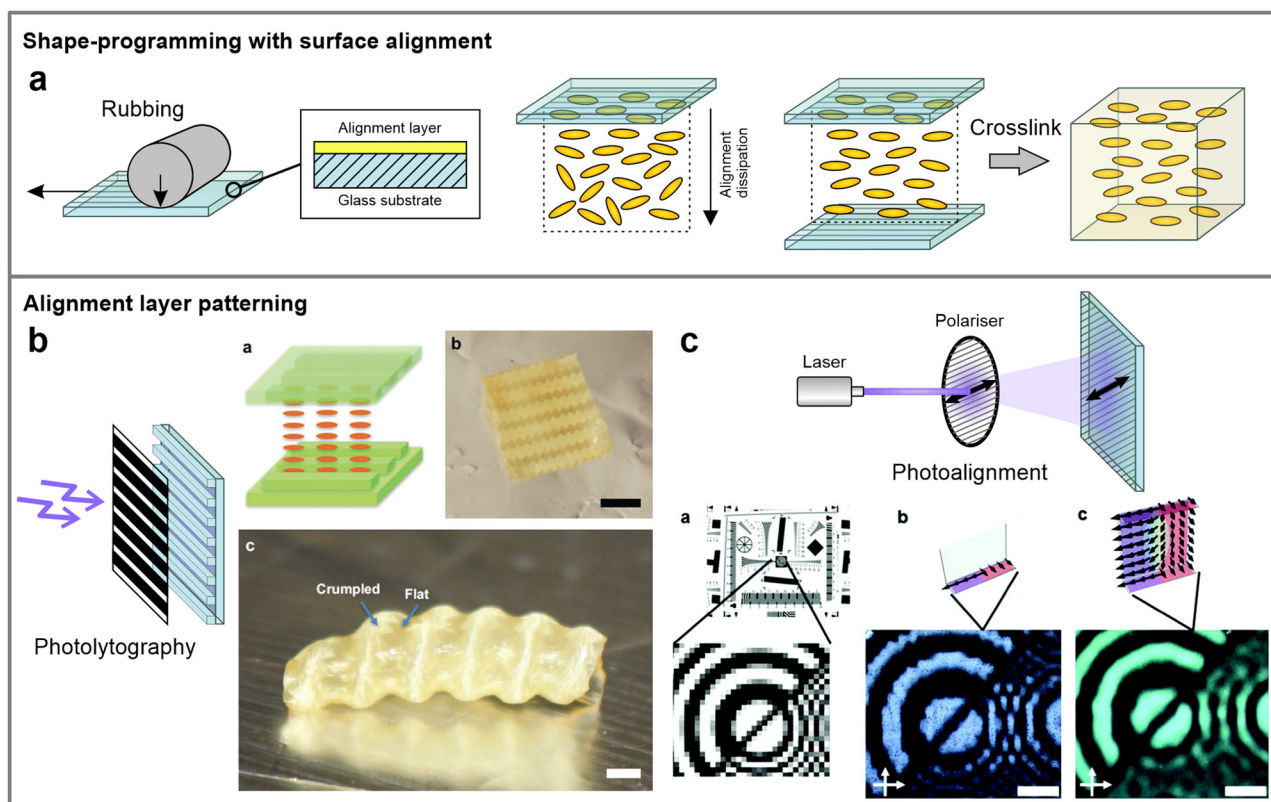 Shape-programming with surface alignment
a
Rubbing
Alignment layer
Glass substrate
Alignment
dissipation
Crosslink
Alignment layer patterning
b
Photolytography
a
b
c
Crumpled
Flat
c
Laser
Polariser
Photoalignment
a
b
c